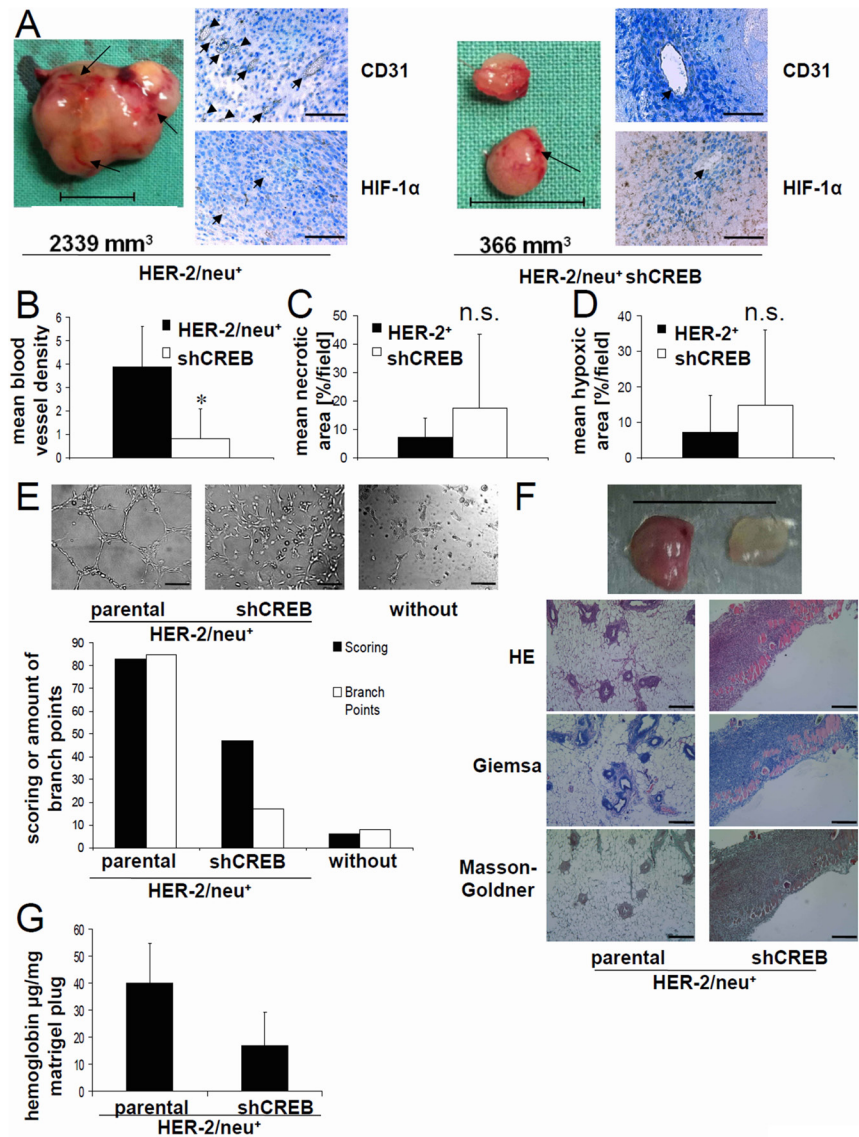 A
CD31
HIF-1α
2339 mm³
HER-2/neu⁺
CD31
HIF-1α
366 mm³
HER-2/neu⁺ shCREB
B
mean blood
vessel density
6
5
4
3
2
1
0
HER-2/neu⁺
shCREB
*
C
mean necrotic
area [%/field]
50
40
30
20
10
0
n.s.
HER-2⁺
shCREB
D
mean hypoxic
area [%/field]
40
30
20
10
0
n.s.
HER-2⁺
shCREB
E
parental shCREB without
HER-2/neu⁺
scoring or amount of
branch points
90
80
70
60
50
40
30
20
10
0
Scoring
Branch
Points
parental shCREB without
HER-2/neu⁺
F
HE
Giemsa
Masson-
Goldner
parental shCREB
HER-2/neu⁺
G
hemoglobin µg/mg
matrigel plug
60
50
40
30
20
10
0
parental shCREB
HER-2/neu⁺